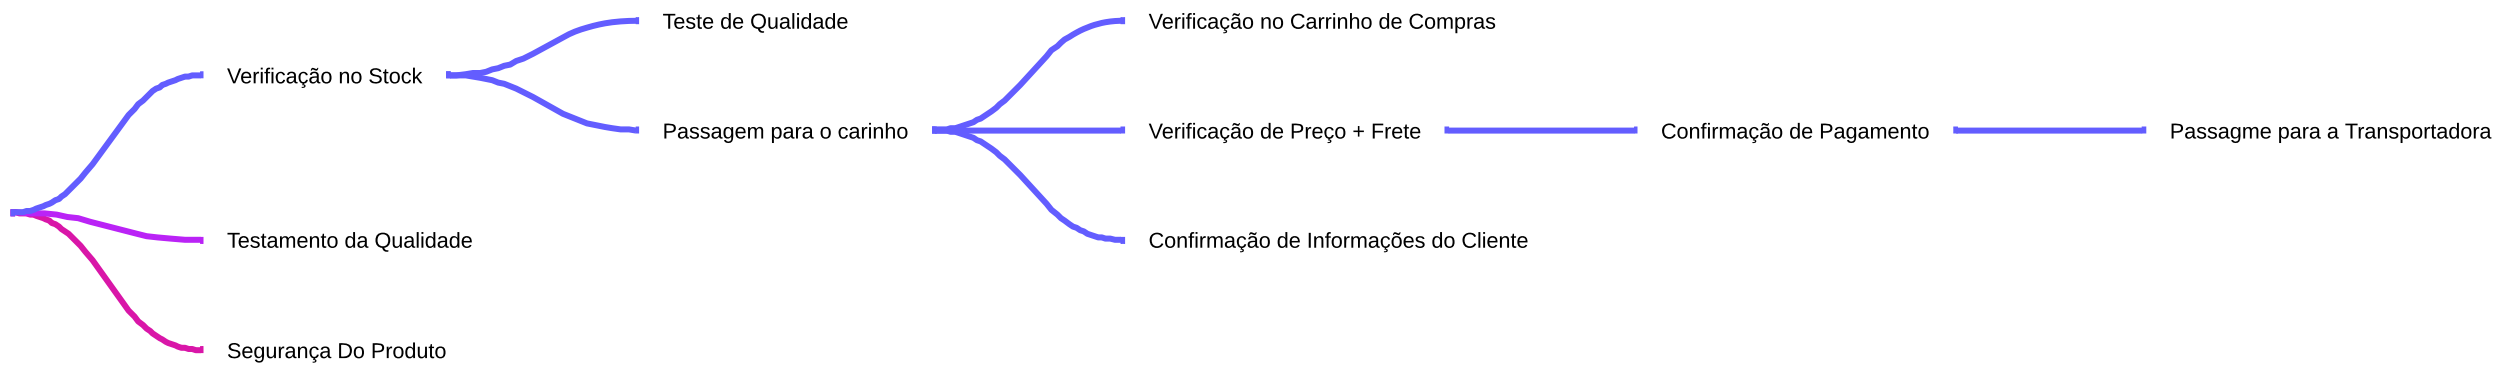 Verificação no Stock
Teste de Qualidade
Passagem para o carinho
Verificação no Carrinho de Compras
Verificação de Preço + Frete
Confirmação de Pagamento
Passagme para a Transportadora
Confirmação de Informações do Cliente
Testamento da Qualidade
Segurança Do Produto